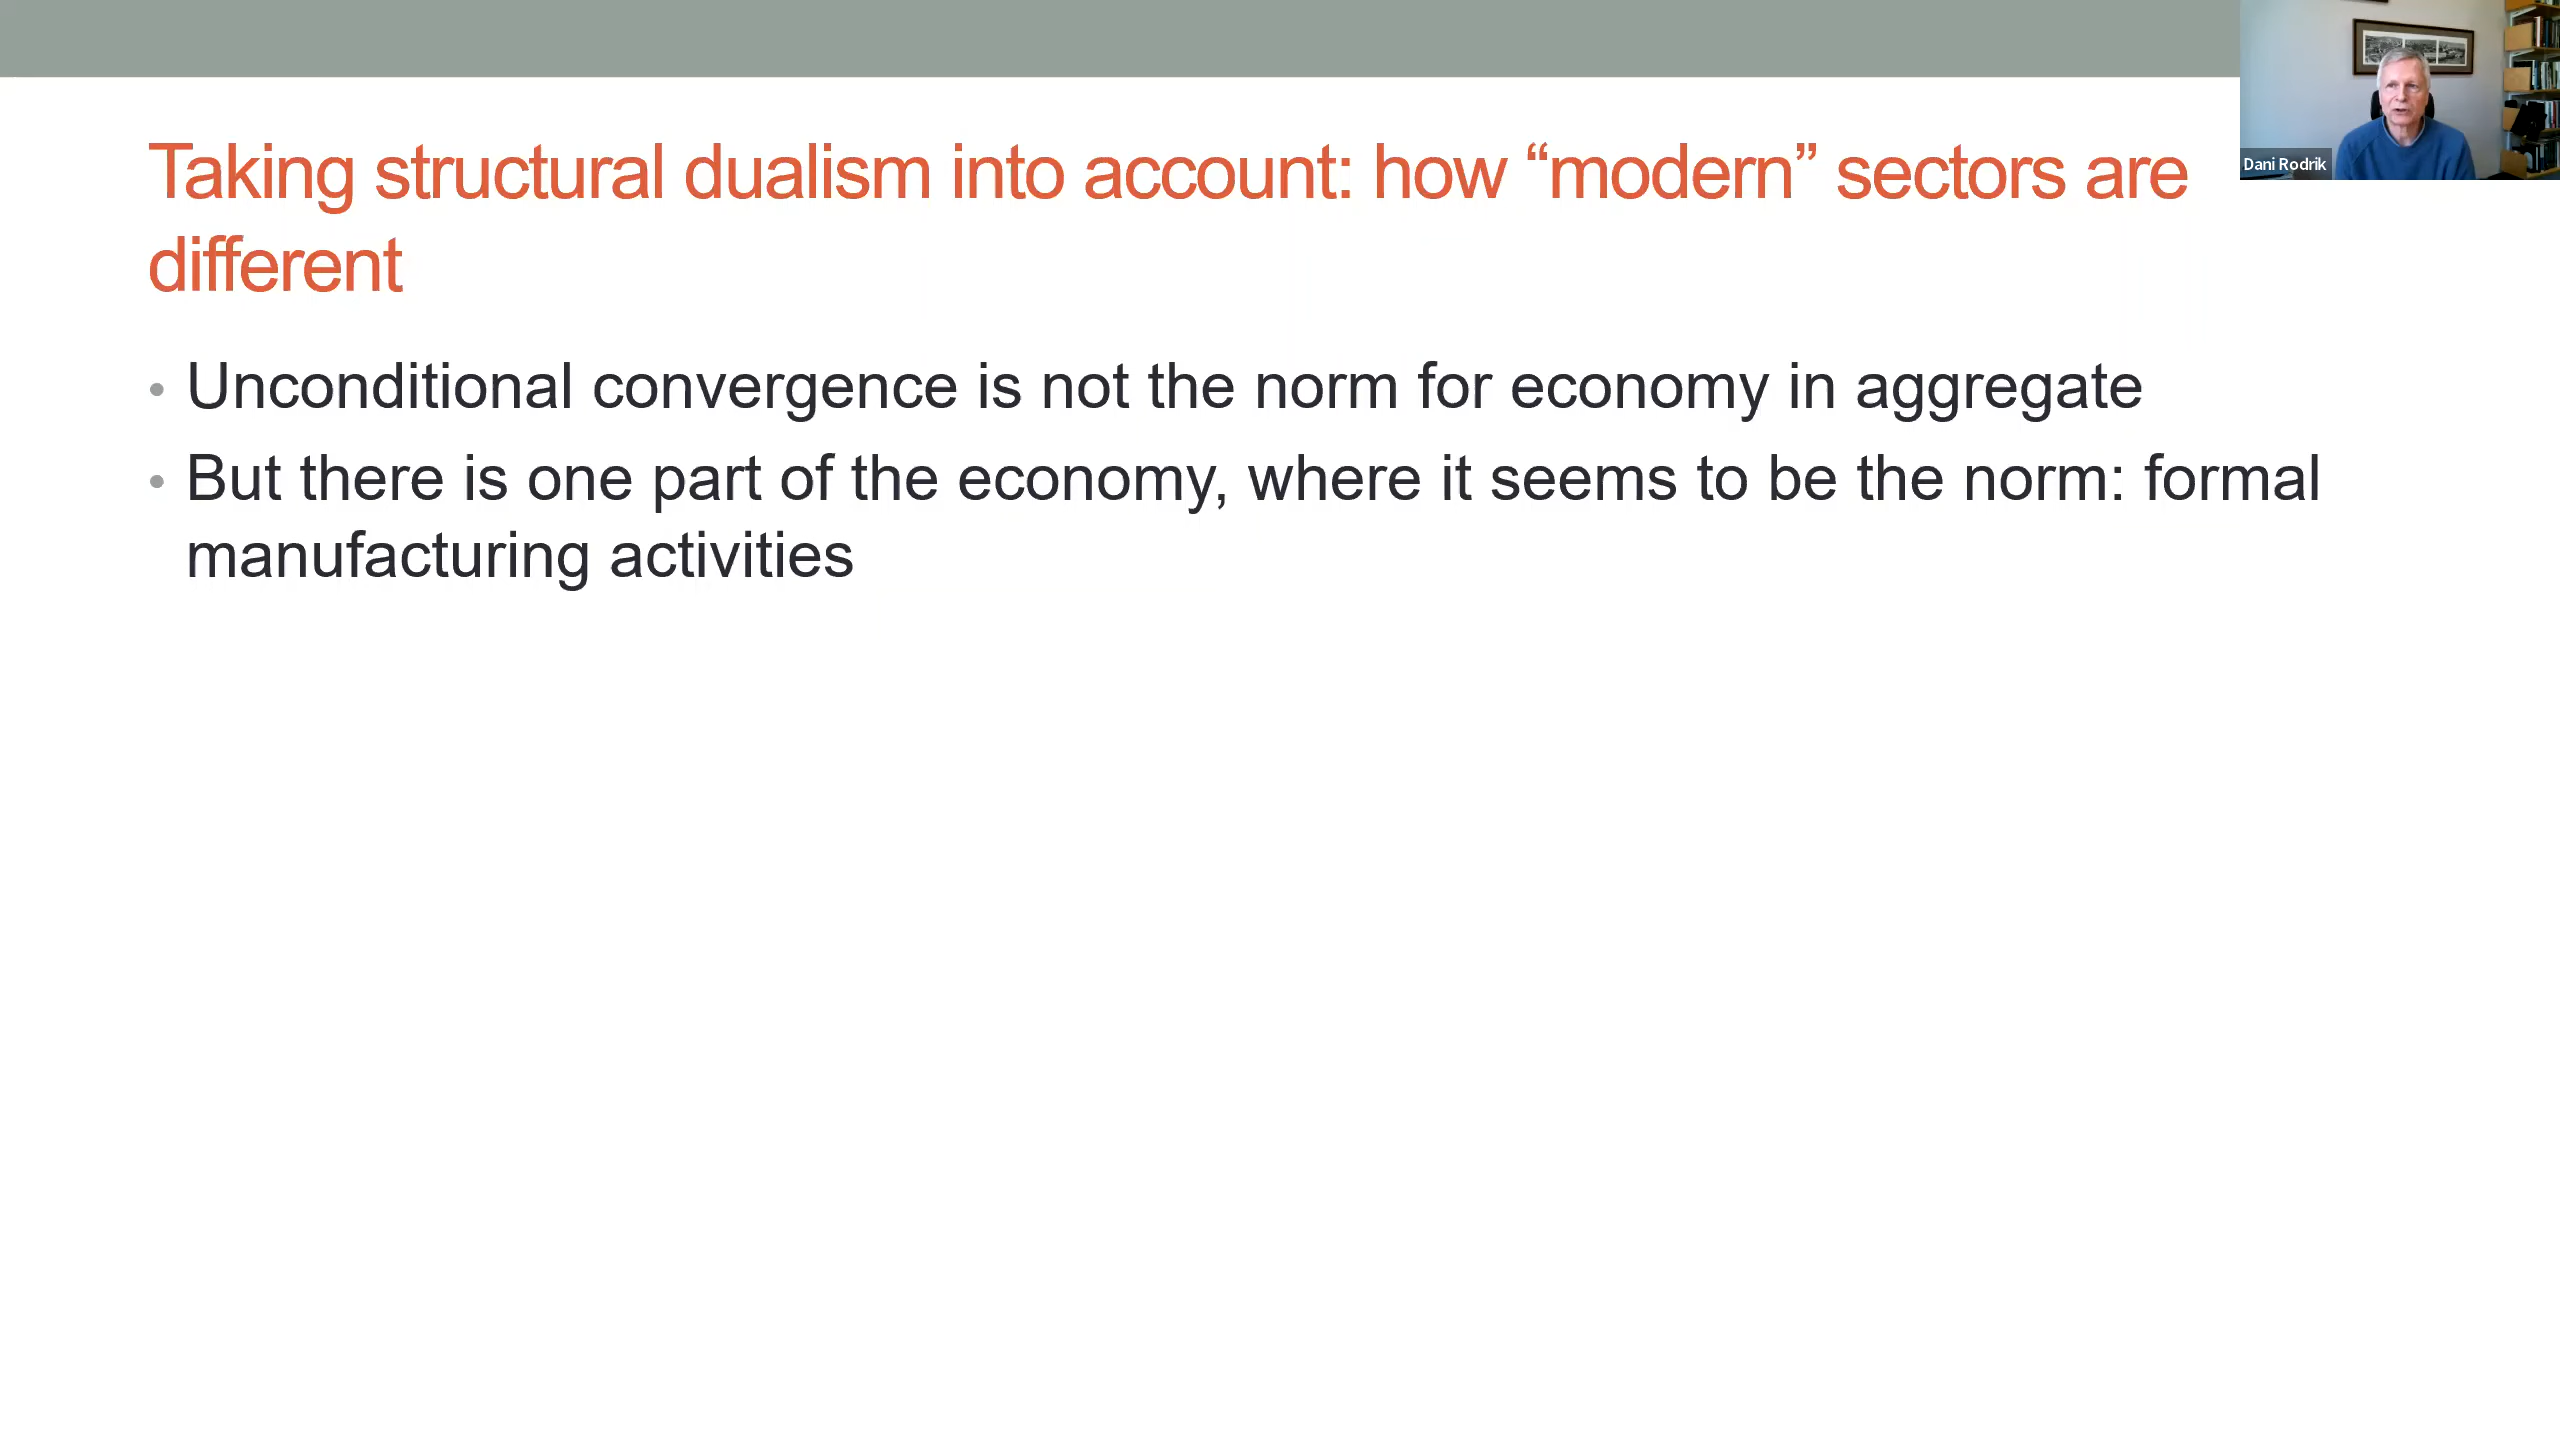 Taking structural dualism into account: how “modern” sectors are
different
• Unconditional convergence is not the norm for economy in aggregate
• But there is one part of the economy, where it seems to be the norm: formal
manufacturing activities
Dani Rodrik